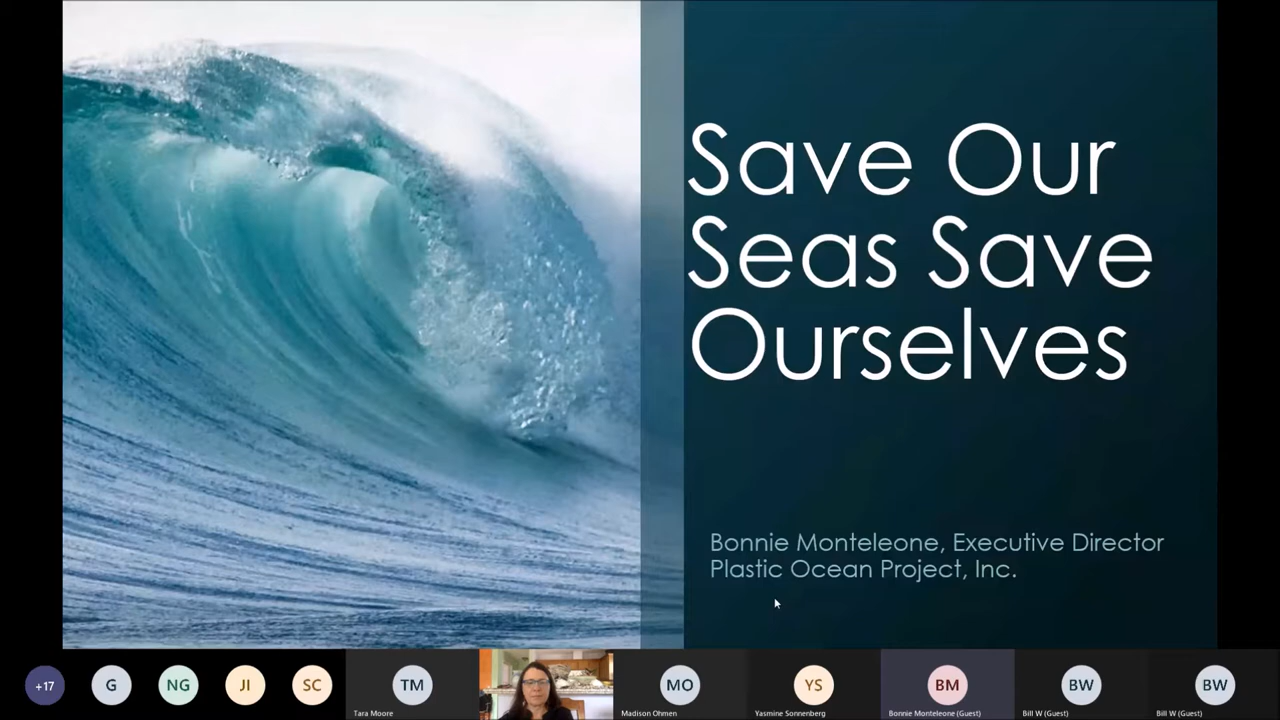 Save Our
Seas Save
Ourselves
Bonnie Monteleone, Executive Director
Plastic Ocean Project, Inc.
+17
G
NG
JI
SC
TM
Tara Moore
MO
Madison Ohmen
YS
Yasmine Sonnenberg
BM
Bonnie Monteleone (Guest)
BW
Bill W (Guest)
BW
Bill W (Guest)